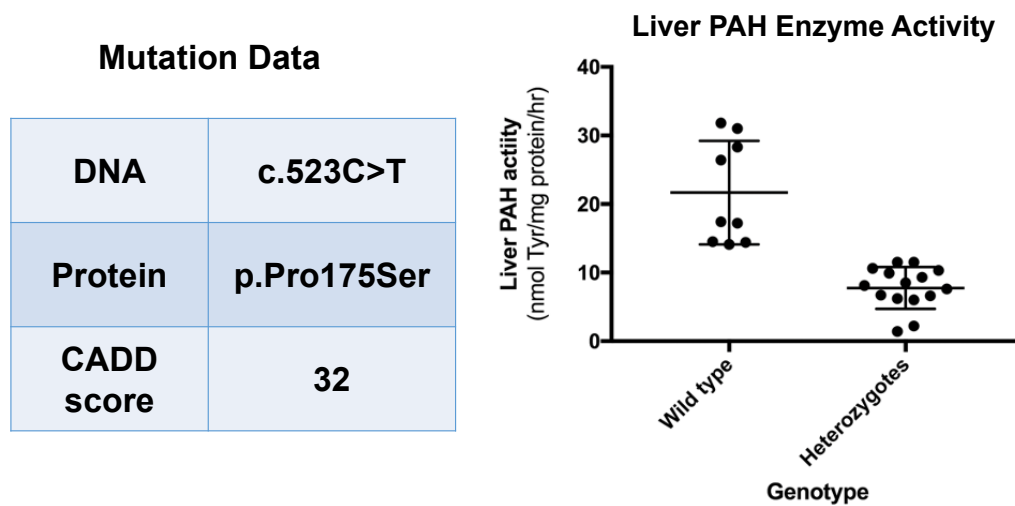 Mutation Data
DNA c.523C>T
Protein p.Pro175Ser
CADD
score
32
Liver PAH Enzyme Activity
Liver PAH actiity
(nmol Tyr/mg protein/hr)
40
30
20
10
0
Wild type
Heterozygotes
Genotype